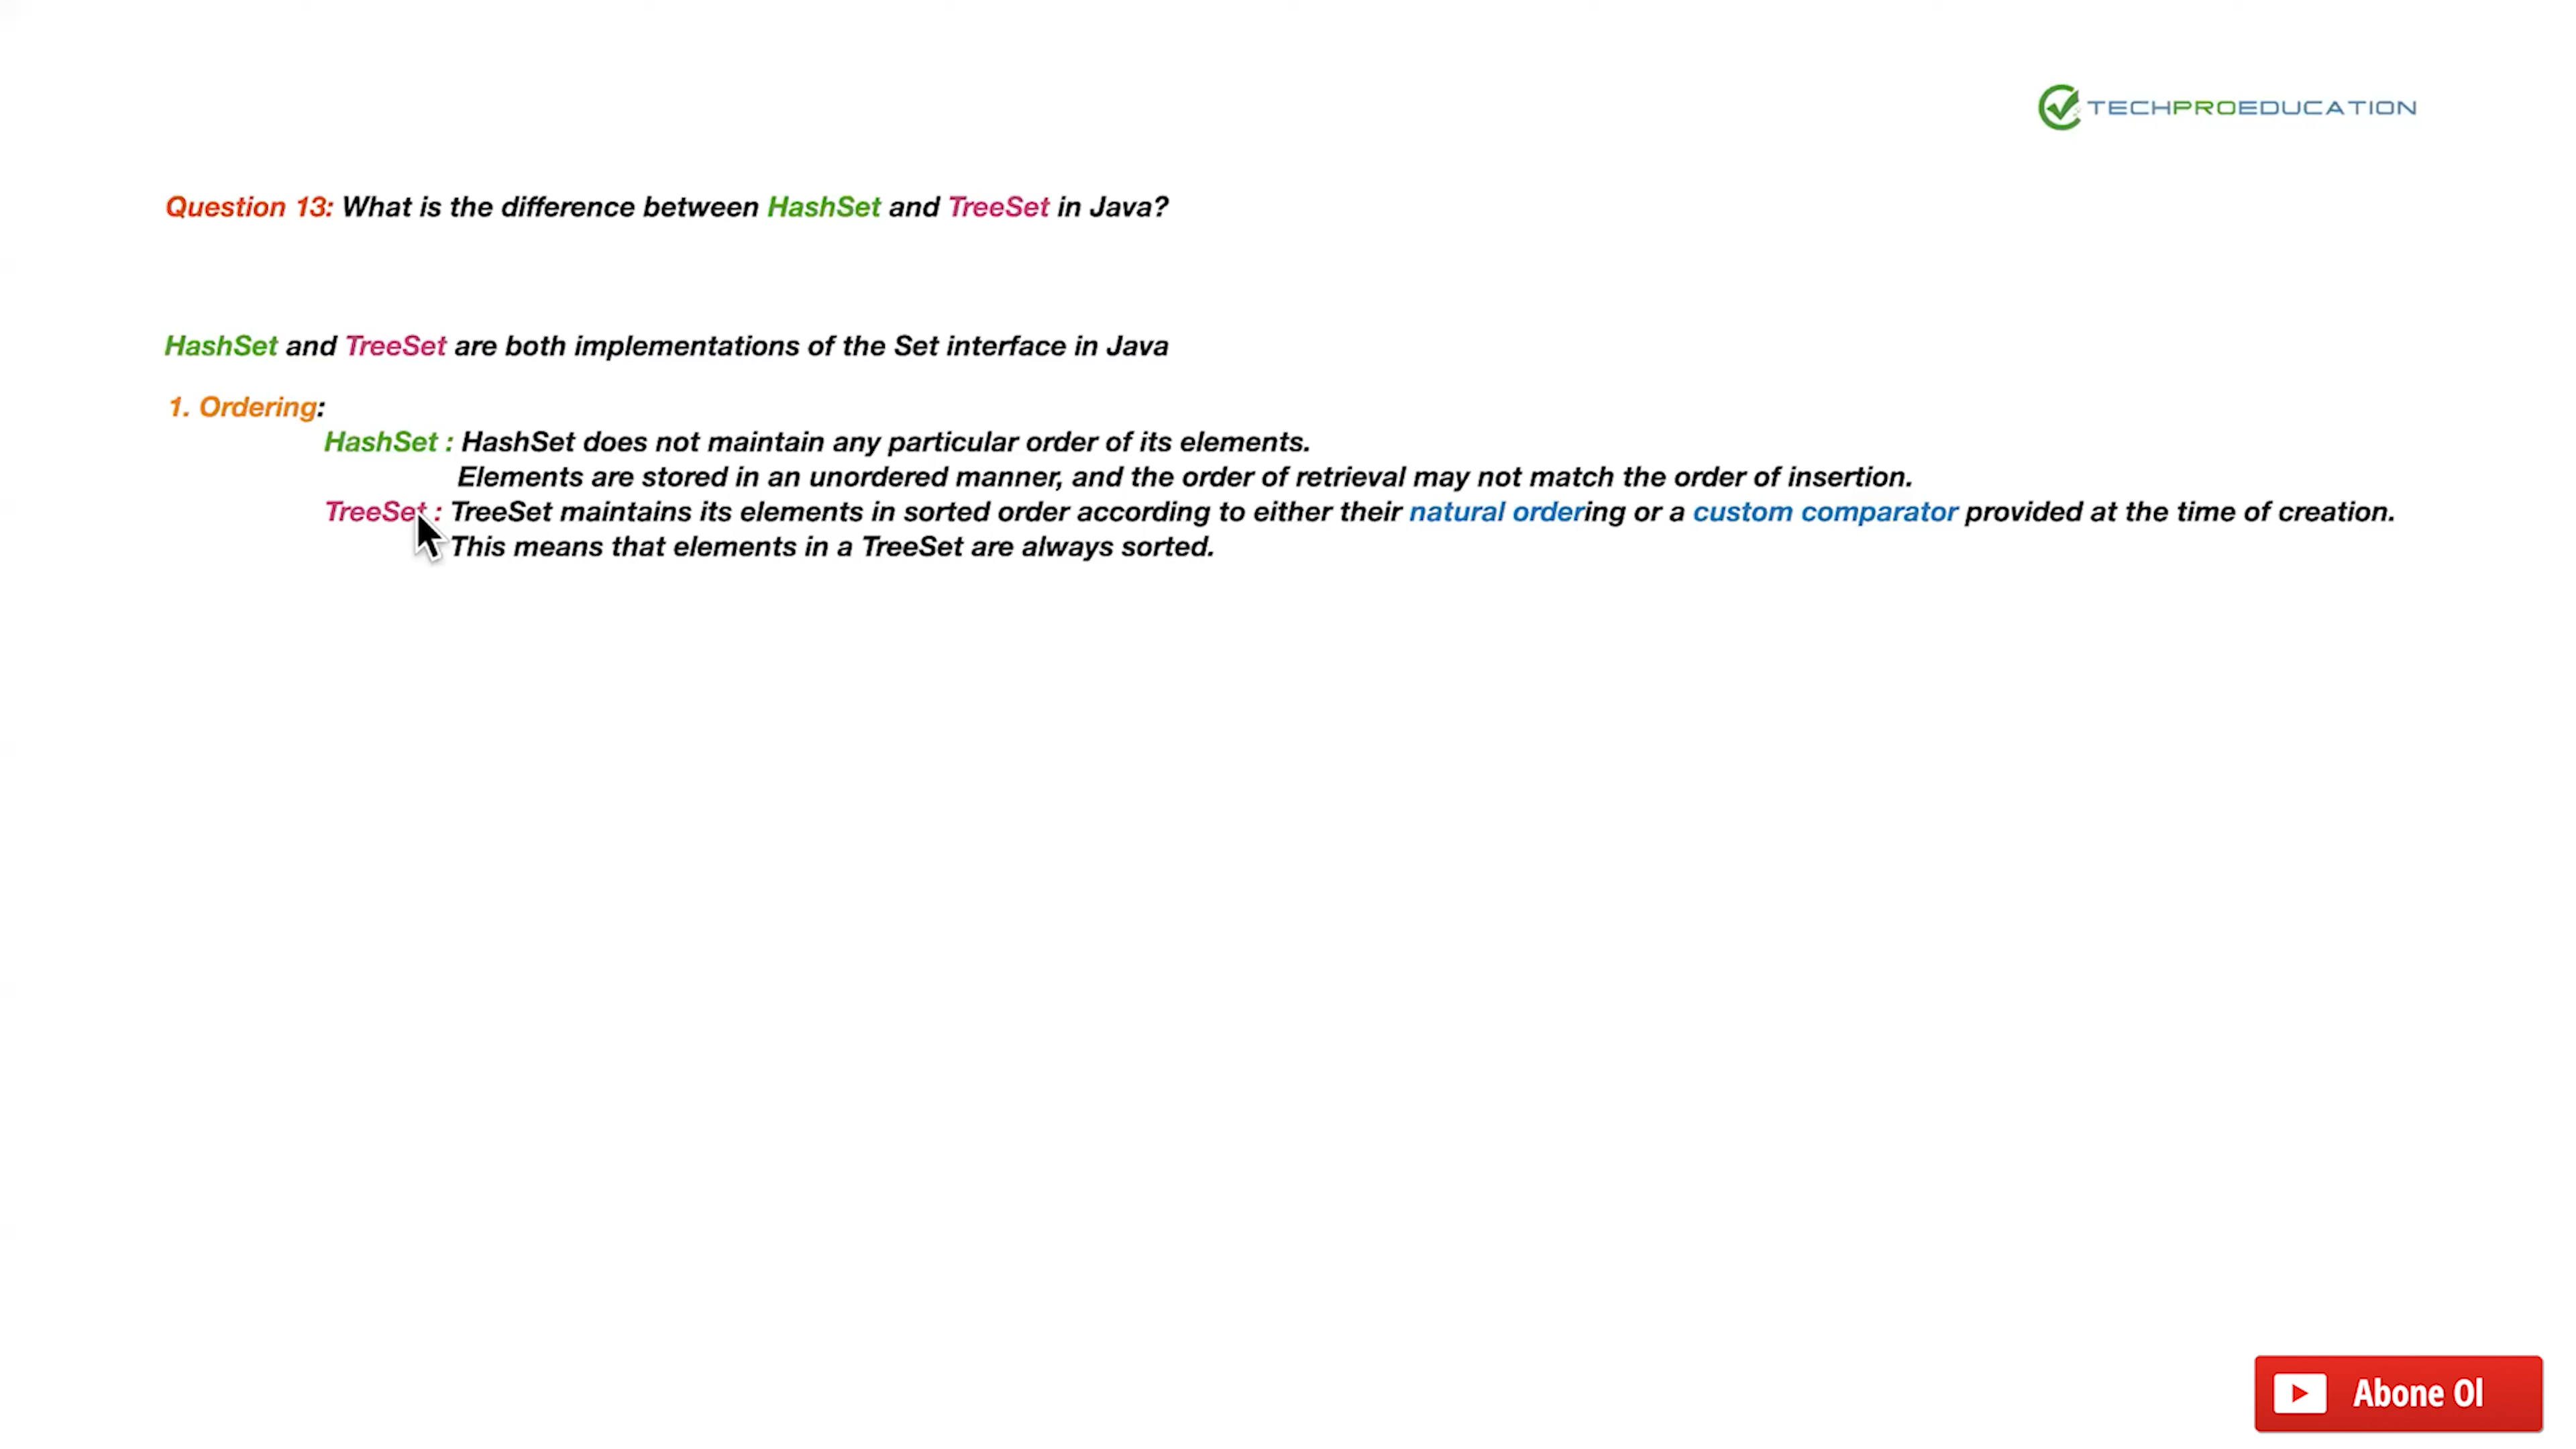 TECHPROEDUCATION
Question 13: What is the difference between HashSet and TreeSet in Java?
HashSet and TreeSet are both implementations of the Set interface in Java
1. Ordering:
HashSet : HashSet does not maintain any particular order of its elements.
Elements are stored in an unordered manner, and the order of retrieval may not match the order of insertion.
TreeSet : TreeSet maintains its elements in sorted order according to either their natural ordering or a custom comparator provided at the time of creation.
This means that elements in a TreeSet are always sorted.
Abone Ol